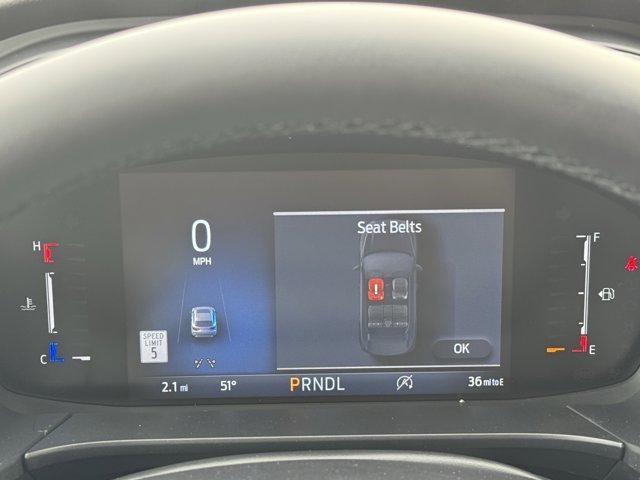 Seat Belts
0
MPH
H
F
SPEED
LIMIT
5
!
OK
C
E
2.1 mi 51° PRNDL 36 mi to E